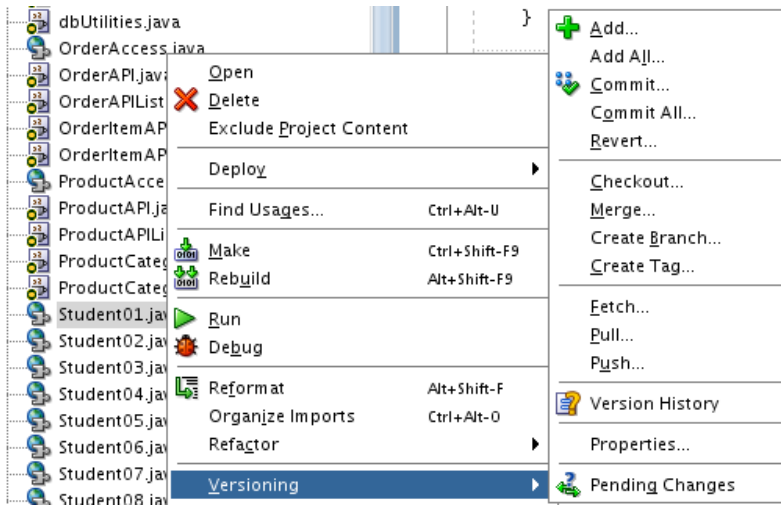 dbUtilities.java
OrderAccess.java
OrderAPI.java
OrderAPIList
OrderItemAP
OrderItemAP
ProductAcce
ProductAPI.ja
ProductAPILi
ProductCateg
ProductCateg
Student01.jav
Student02.jav
Student03.jav
Student04.jav
Student05.jav
Student06.jav
Student07.jav
Student08.jav
Open
Delete
Exclude Project Content
Deploy
Find Usages... Ctrl+Alt-U
Make Ctrl+Shift-F9
Rebuild Alt+Shift-F9
Run
Debug
Reformat Alt+Shift-F
Organize Imports Ctrl+Alt-O
Refactor
Versioning
}
Add...
Add All...
Commit...
Commit All...
Revert...
Checkout...
Merge...
Create Branch...
Create Tag...
Fetch...
Pull...
Push...
Version History
Properties...
Pending Changes